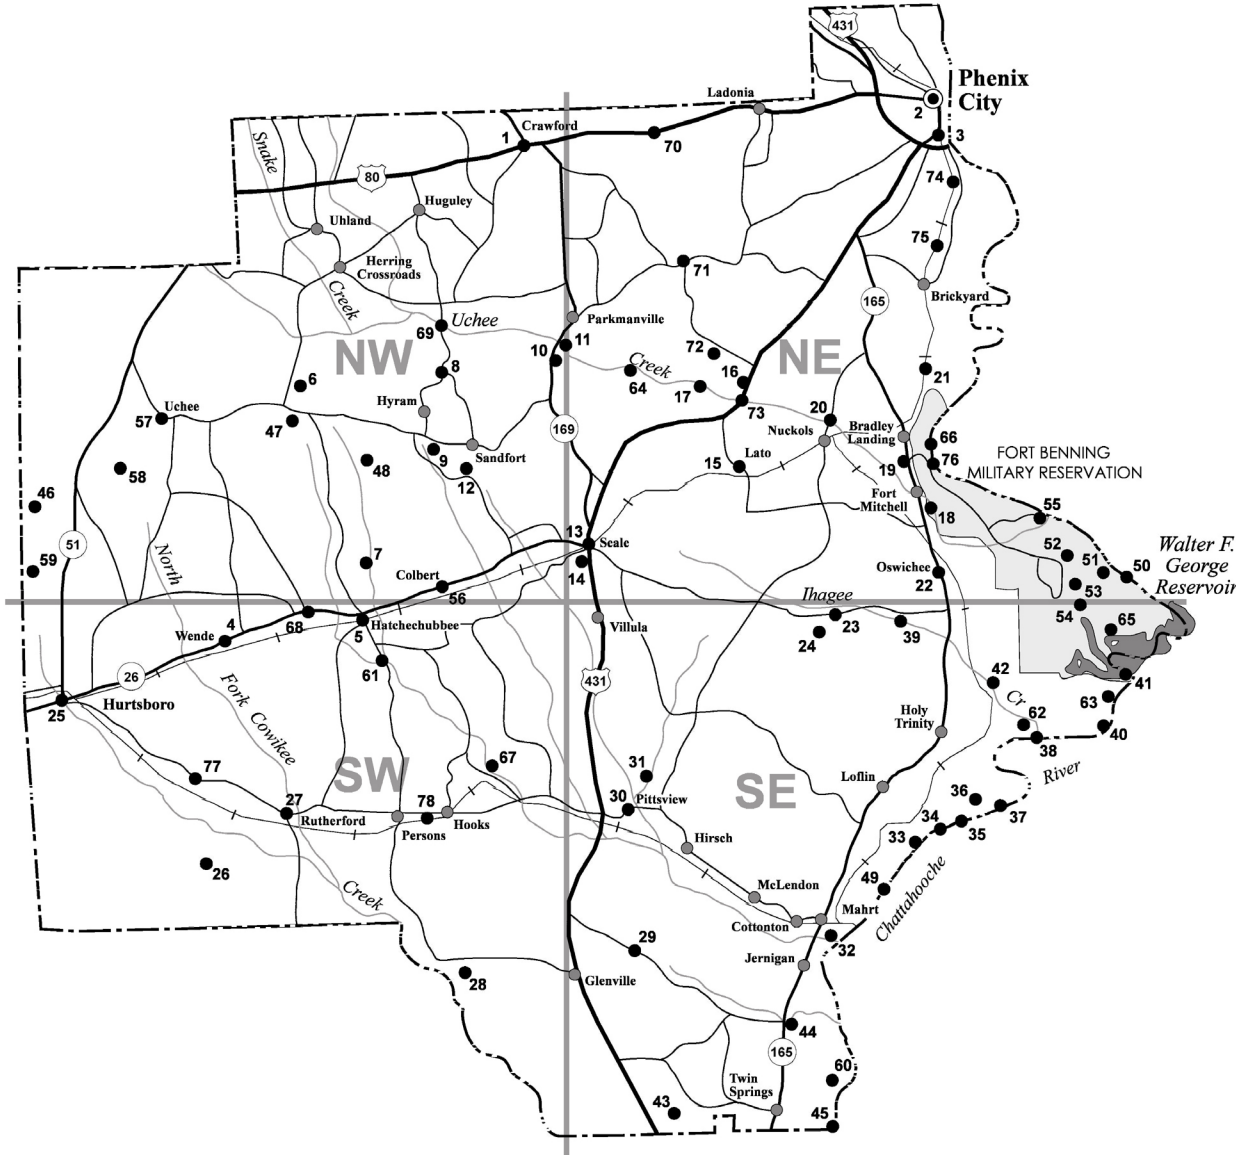 431
Phenix
City
2
Ladonia
Crawford
1
70
3
Snake
80
74
Huguley
Uhland
75
Herring
Crossroads
71
Creek
165
Brickyard
69
Uchee
Parkmanville
NW
11
10
72
NE
8
Creek
16
21
6
64
17
73
Hyram
Uchee
57
47
20
169
Bradley
Landing
Nuckols
66
FORT BENNING
MILITARY RESERVATION
9
Sandfort
Lato
15
19
76
58
48
12
46
Fort
Mitchell
18
55
13
Scale
51
North
7
52
Walter F.
George
Reservoir
59
14
Colbert
Oswichee
22
51
50
56
53
Ihagee
54
68
4
Wende
5
Hatchechubbee
Villula
23
24
39
65
61
26
431
42
41
Fork
Cowikee
Hurtsboro
25
Cr
63
Holy
Trinity
62
38
40
67
77
SW
31
SE
Loflin
River
27
Rutherford
78
Persons
Hooks
30
Pittsview
36
34
35
37
33
Hirsch
26
49
McLendon
Creek
Mahrt
Chattahooche
Cottonton
32
29
Jernigan
28
Glenville
44
165
Twin
Springs
60
43
45